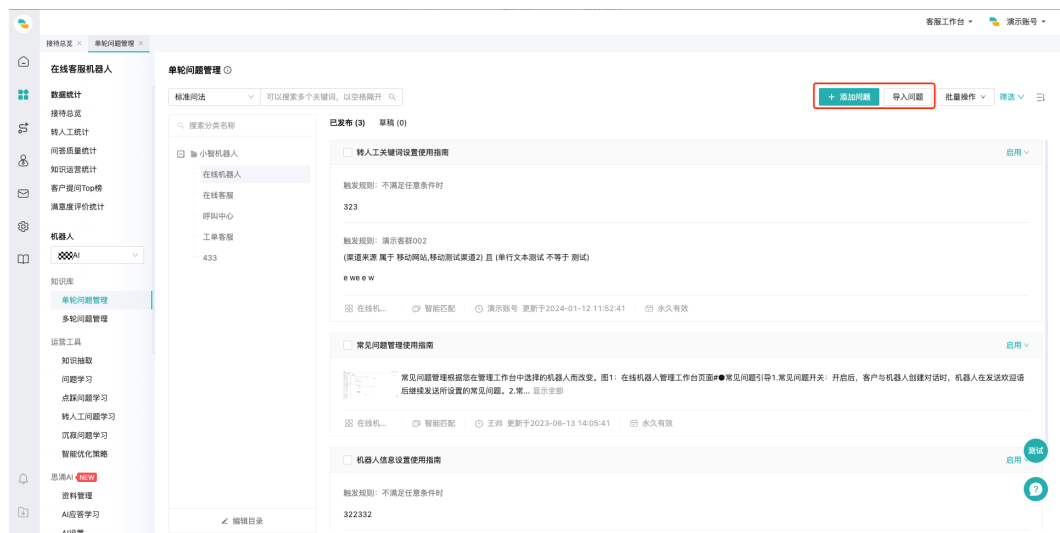 客服工作台
演示账号
接待总览 ×
单轮问题管理 ×
在线客服机器人
数据统计
接待总览
转人工统计
问答质量统计
知识运营统计
客户提问Top榜
满意度评价统计
机器人
AI
知识库
单轮问题管理
多轮问题管理
运营工具
知识抽取
问题学习
点踩问题学习
转人工问题学习
沉寂问题学习
智能优化策略
思涌AI NEW
资料管理
AI应答学习
AI设置
单轮问题管理
标准问法
可以搜索多个关键词，以空格隔开
+ 添加问题
导入问题
批量操作
筛选
搜索分类名称
小智机器人
在线机器人
在线客服
呼叫中心
工单客服
433
编辑目录
已发布 (3) 草稿 (0)
转人工关键词设置使用指南
启用
触发规则：不满足任意条件时
323
触发规则：演示客群002
(渠道来源 属于 移动网站,移动测试渠道2) 且 (单行文本测试 不等于 测试)
e we e w
在线机... 智能匹配 演示账号 更新于2024-01-12 11:52:41 永久有效
常见问题管理使用指南
启用
常见问题管理根据您在管理工作台中选择的机器人而改变。图1：在线机器人管理工作台页面#●常见问题引导1.常见问题开关：开启后，客户与机器人创建对话时，机器人在发送欢迎语
后继续发送所设置的常见问题。2.常... 显示全部
在线机... 智能匹配 王帅 更新于2023-06-13 14:05:41 永久有效
机器人信息设置使用指南
启用
触发规则：不满足任意条件时
322332
测试